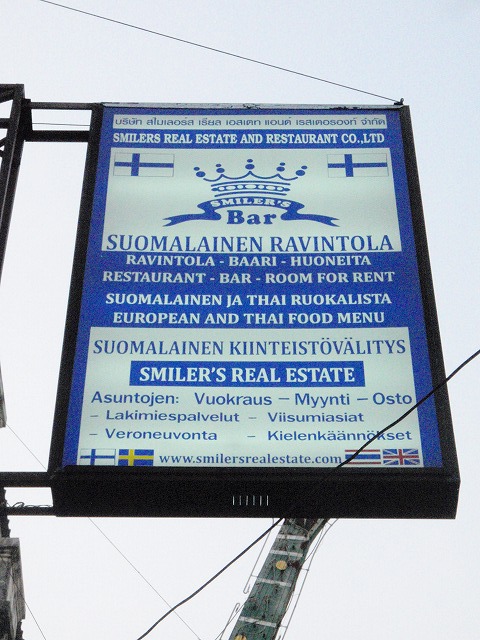 บริษัท สไมเลอร์ส เรียล เอสเตท แอนด์ เรสเตอรองท์ จำกัด
SMILERS REAL ESTATE AND RESTAURANT CO.,LTD
SMILER'S
Bar
SUOMALAINEN RAVINTOLA
RAVINTOLA - BAARI - HUONEITA
RESTAURANT - BAR - ROOM FOR RENT
SUOMALAINEN JA THAI RUOKALISTA
EUROPEAN AND THAI FOOD MENU
SUOMALAINEN KIINTEISTÖVÄLITYS
SMILER'S REAL ESTATE
Asuntojen: Vuokraus – Myynti – Osto
– Lakimiespalvelut – Viisumiasiat
– Veroneuvonta – Kielenkäännökset
www.smilersrealestate.com